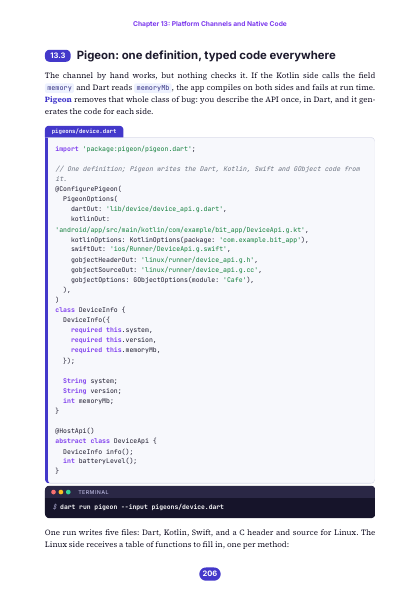 Chapter 13: Platform Channels and Native Code
13.3 Pigeon: one definition, typed code everywhere
The channel by hand works, but nothing checks it. If the Kotlin side calls the field
memory and Dart reads memoryMb, the app compiles on both sides and fails at run time.
Pigeon removes that whole class of bug: you describe the API once, in Dart, and it gen-
erates the code for each side.
pigeons/device.dart
import 'package:pigeon/pigeon.dart';
// One definition; Pigeon writes the Dart, Kotlin, Swift and GObject code from
it.
@ConfigurePigeon(
  PigeonOptions(
    dartOut: 'lib/device/device_api.g.dart',
    kotlinOut:
'android/app/src/main/kotlin/com/example/bit_app/DeviceApi.g.kt',
    kotlinOptions: KotlinOptions(package: 'com.example.bit_app'),
    swiftOut: 'ios/Runner/DeviceApi.g.swift',
    gobjectHeaderOut: 'linux/runner/device_api.g.h',
    gobjectSourceOut: 'linux/runner/device_api.g.cc',
    gobjectOptions: GObjectOptions(module: 'Cafe'),
  ),
)
class DeviceInfo {
  DeviceInfo({
    required this.system,
    required this.version,
    required this.memoryMb,
  });
  String system;
  String version;
  int memoryMb;
}
@HostApi()
abstract class DeviceApi {
  DeviceInfo info();
  int batteryLevel();
}
TERMINAL
$ dart run pigeon --input pigeons/device.dart
One run writes five files: Dart, Kotlin, Swift, and a C header and source for Linux. The
Linux side receives a table of functions to fill in, one per method:
206